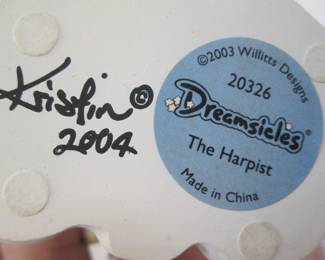 Kristin ©
2004
©2003 Willitts Designs
20326
Dreamsicles®
The Harpist
Made in China